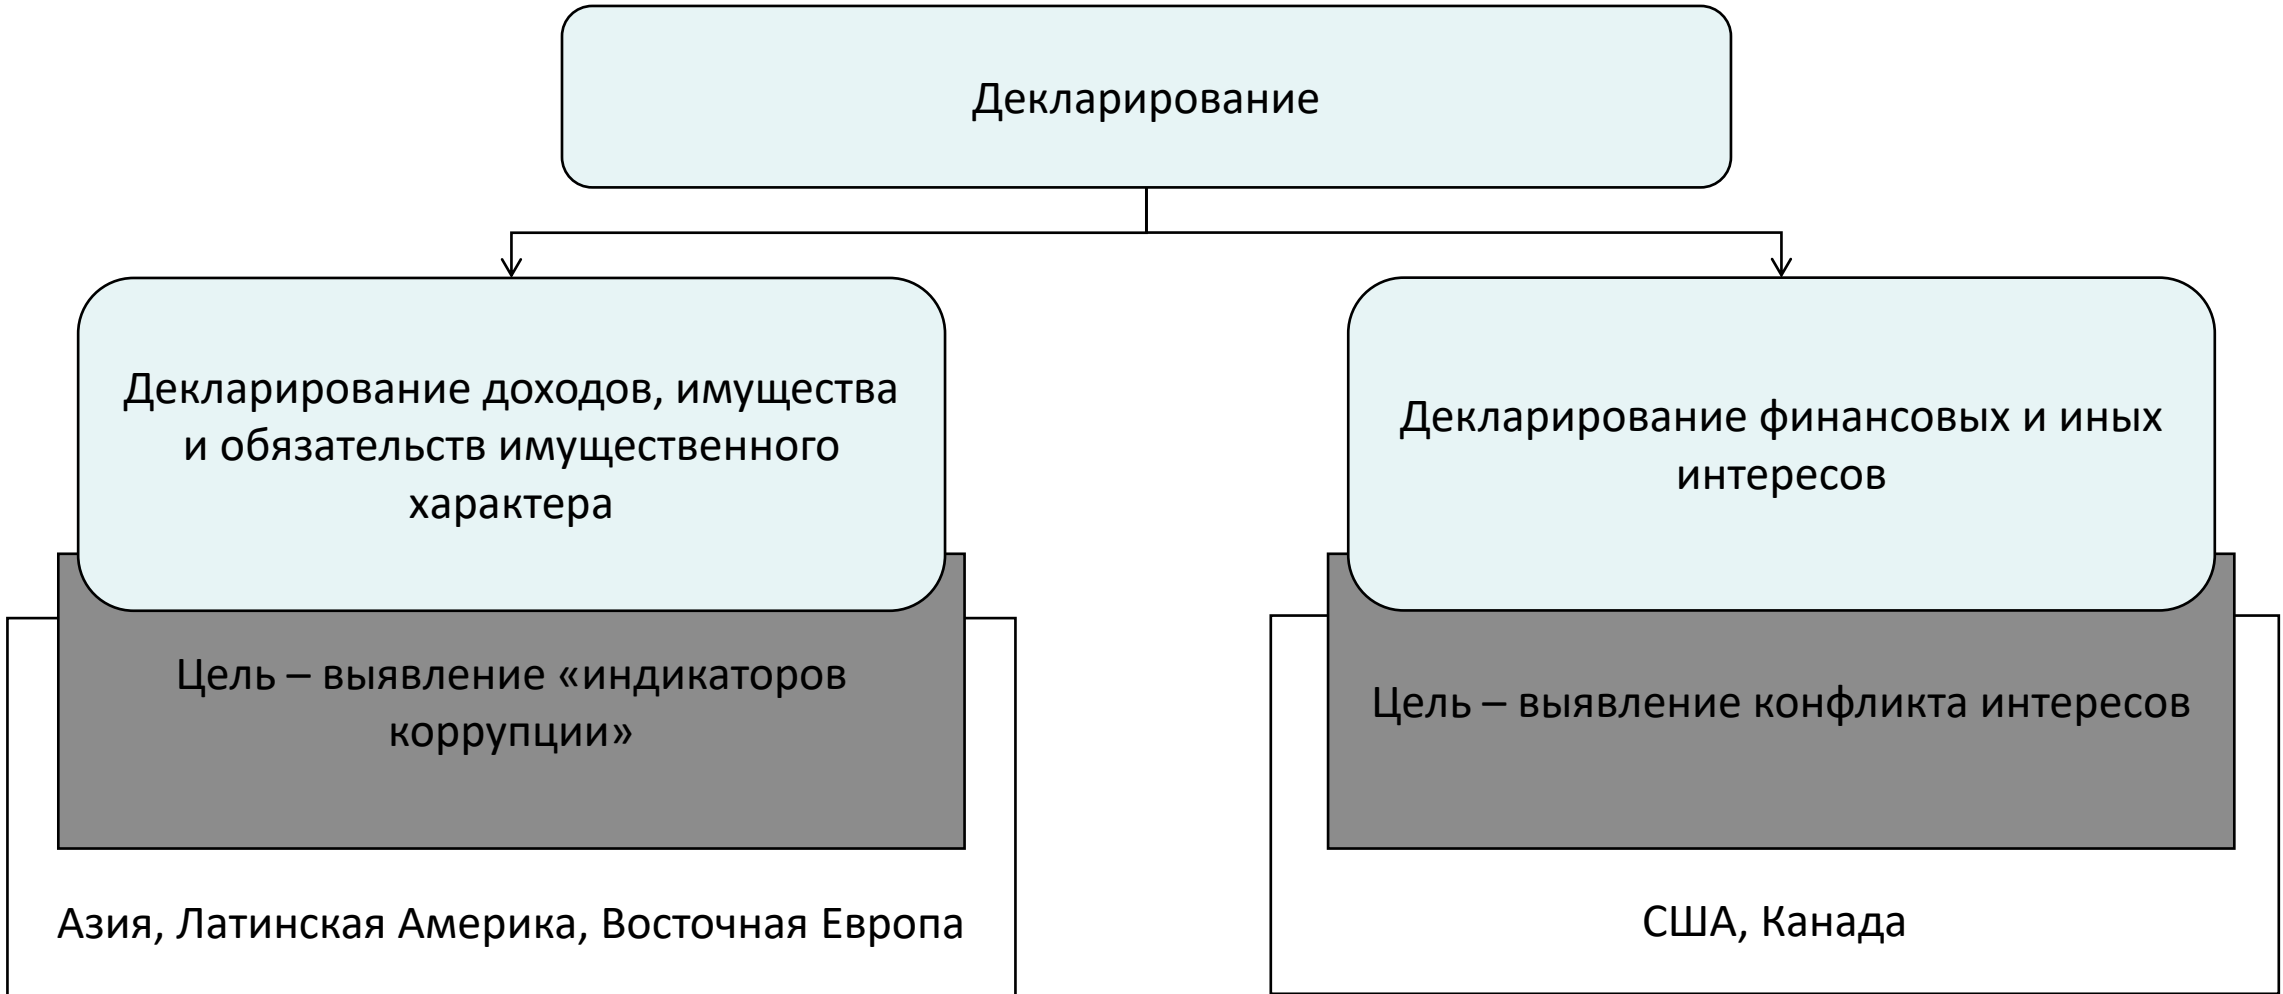 Декларирование
Декларирование доходов, имущества
и обязательств имущественного
характера
Цель – выявление «индикаторов
коррупции»
Азия, Латинская Америка, Восточная Европа
Декларирование финансовых и иных
интересов
Цель – выявление конфликта интересов
США, Канада